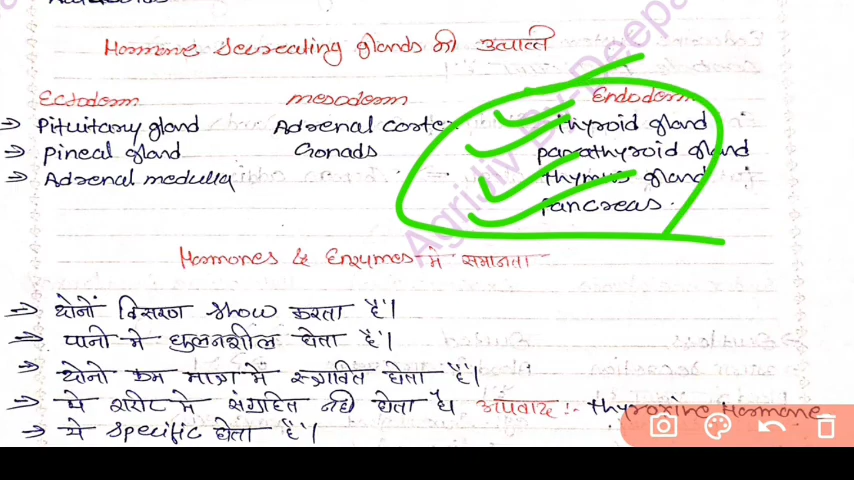 Hormone Secreating glands की उत्पत्ति
Ectoderm mesoderm Endoderm
⇒ Pituitary gland Adrenal cortex thyroid gland
⇒ pineal gland Gonads parathyroid gland
⇒ Adrenal medulla thymus gland
pancreas.
Hormones & Enzymes मे समानता
⇒ दोनों विसरण show करता है।
⇒ पानी मे घुलनशील होता है।
⇒ दोनो कम मात्रा में स्त्रावित होता है।
⇒ ये शरीर मे संग्रहित नही होता है। अपवाद :- thyroxine Hormone
⇒ ये specific होता है।